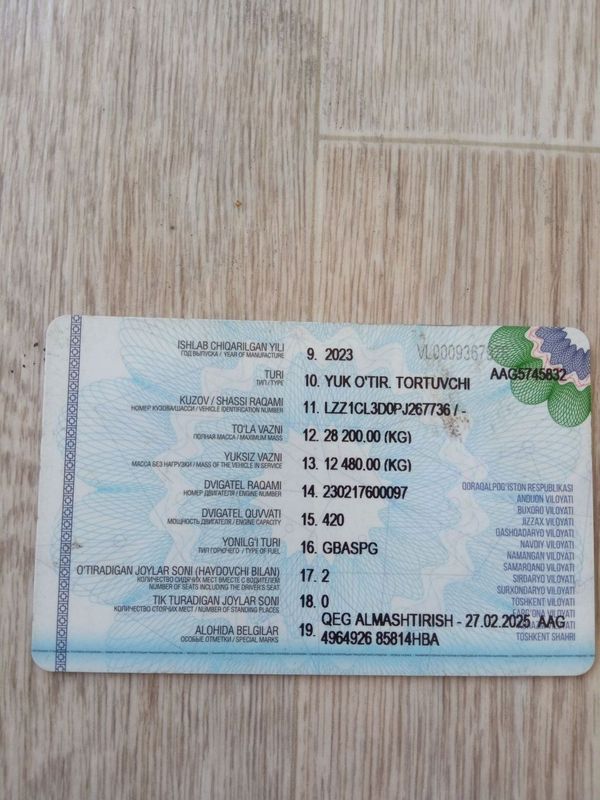 ISHLAB CHIQARILGAN YILI 9. 2023 VL0009367
ГОД ВЫПУСКА / YEAR OF MANUFACTURE
TURI 10. YUK O'TIR. TORTUVCHI AAG5745832
ТИП / TYPE
KUZOV / SHASSI RAQAMI 11. LZZ1CL3D0PJ267736 / -
НОМЕР КУЗОВА/ШАССИ / VEHICLE IDENTIFICATION NUMBER
TO'LA VAZNI 12. 28 200.00 (KG)
ПОЛНАЯ МАССА / MAXIMUM MASS
YUKSIZ VAZNI 13. 12 480.00 (KG)
МАССА БЕЗ НАГРУЗКИ / MASS OF THE VEHICLE IN SERVICE
DVIGATEL RAQAMI 14. 230217600097
НОМЕР ДВИГАТЕЛЯ / ENGINE NUMBER
DVIGATEL QUVVATI 15. 420
МОЩНОСТЬ ДВИГАТЕЛЯ / ENGINE CAPACITY
YONILG'I TURI 16. GBASPG
ТИП ГОРЮЧЕГО / TYPE OF FUEL
O'TIRADIGAN JOYLAR SONI (HAYDOVCHI BILAN) 17. 2
КОЛИЧЕСТВО СИДЯЧИХ МЕСТ ВМЕСТЕ С ВОДИТЕЛЕМ
NUMBER OF SEATS INCLUDING THE DRIVER'S SEAT
TIK TURADIGAN JOYLAR SONI 18. 0
КОЛИЧЕСТВО СТОЯЧИХ МЕСТ / NUMBER OF STANDING PLACES
ALOHIDA BELGILAR 19. QEG ALMASHTIRISH - 27.02.2025 AAG
ОСОБЫЕ ОТМЕТКИ / SPECIAL MARKS 4964926 85814HBA
QORAQALPOG'ISTON RESPUBLIKASI
ANDIJON VILOYATI
BUXORO VILOYATI
JIZZAX VILOYATI
QASHQADARYO VILOYATI
NAVOIY VILOYATI
NAMANGAN VILOYATI
SAMARQAND VILOYATI
SIRDARYO VILOYATI
SURXONDARYO VILOYATI
TOSHKENT VILOYATI
FARG'ONA VILOYATI
TOSHKENT SHAHRI